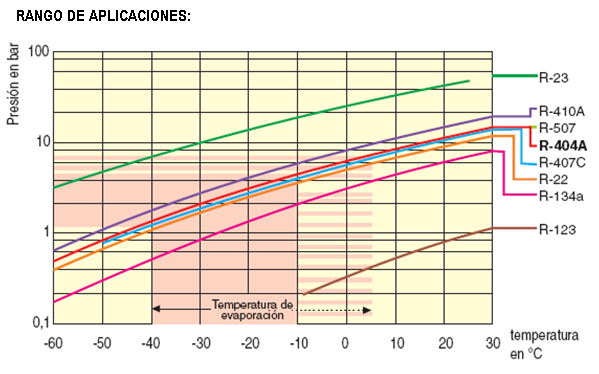 RANGO DE APLICACIONES:
Presión en bar
100
10
1
0,1
R-23
R-410A
R-507
R-404A
R-407C
R-22
R-134a
R-123
Temperatura de
evaporación
-60 -50 -40 -30 -20 -10 0 10 20 30
temperatura
en °C